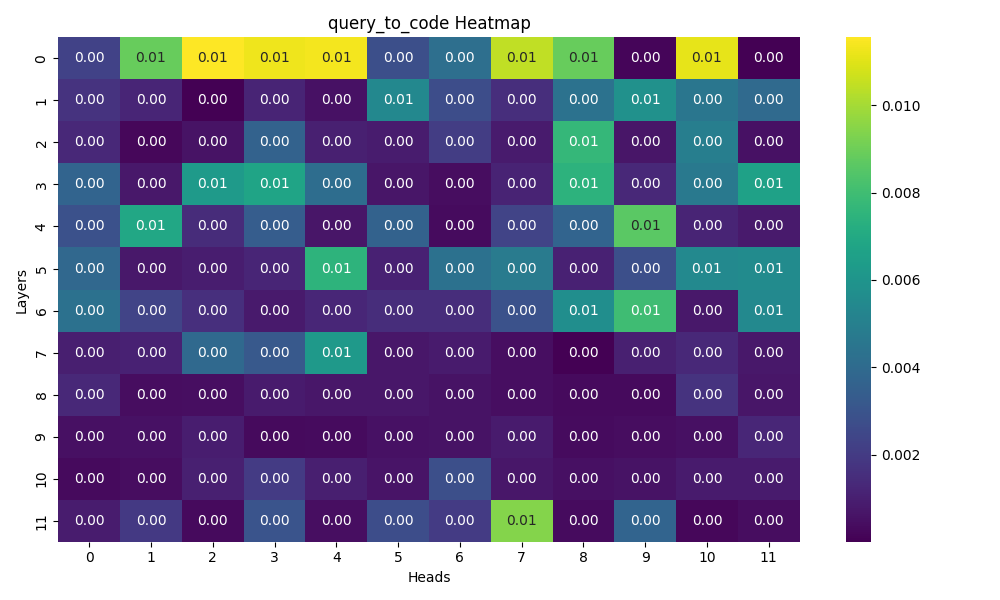 query_to_code Heatmap
0 0.00 0.01 0.01 0.01 0.01 0.00 0.00 0.01 0.01 0.00 0.01 0.00
1 0.00 0.00 0.00 0.00 0.00 0.01 0.00 0.00 0.00 0.01 0.00 0.00
2 0.00 0.00 0.00 0.00 0.00 0.00 0.00 0.00 0.01 0.00 0.00 0.00
3 0.00 0.00 0.01 0.01 0.00 0.00 0.00 0.00 0.01 0.00 0.00 0.01
4 0.00 0.01 0.00 0.00 0.00 0.00 0.00 0.00 0.00 0.01 0.00 0.00
5 0.00 0.00 0.00 0.00 0.01 0.00 0.00 0.00 0.00 0.00 0.01 0.01
6 0.00 0.00 0.00 0.00 0.00 0.00 0.00 0.00 0.01 0.01 0.00 0.01
7 0.00 0.00 0.00 0.00 0.01 0.00 0.00 0.00 0.00 0.00 0.00 0.00
8 0.00 0.00 0.00 0.00 0.00 0.00 0.00 0.00 0.00 0.00 0.00 0.00
9 0.00 0.00 0.00 0.00 0.00 0.00 0.00 0.00 0.00 0.00 0.00 0.00
10 0.00 0.00 0.00 0.00 0.00 0.00 0.00 0.00 0.00 0.00 0.00 0.00
11 0.00 0.00 0.00 0.00 0.00 0.00 0.00 0.01 0.00 0.00 0.00 0.00
0 1 2 3 4 5 6 7 8 9 10 11
Heads
Layers
0.010
0.008
0.006
0.004
0.002